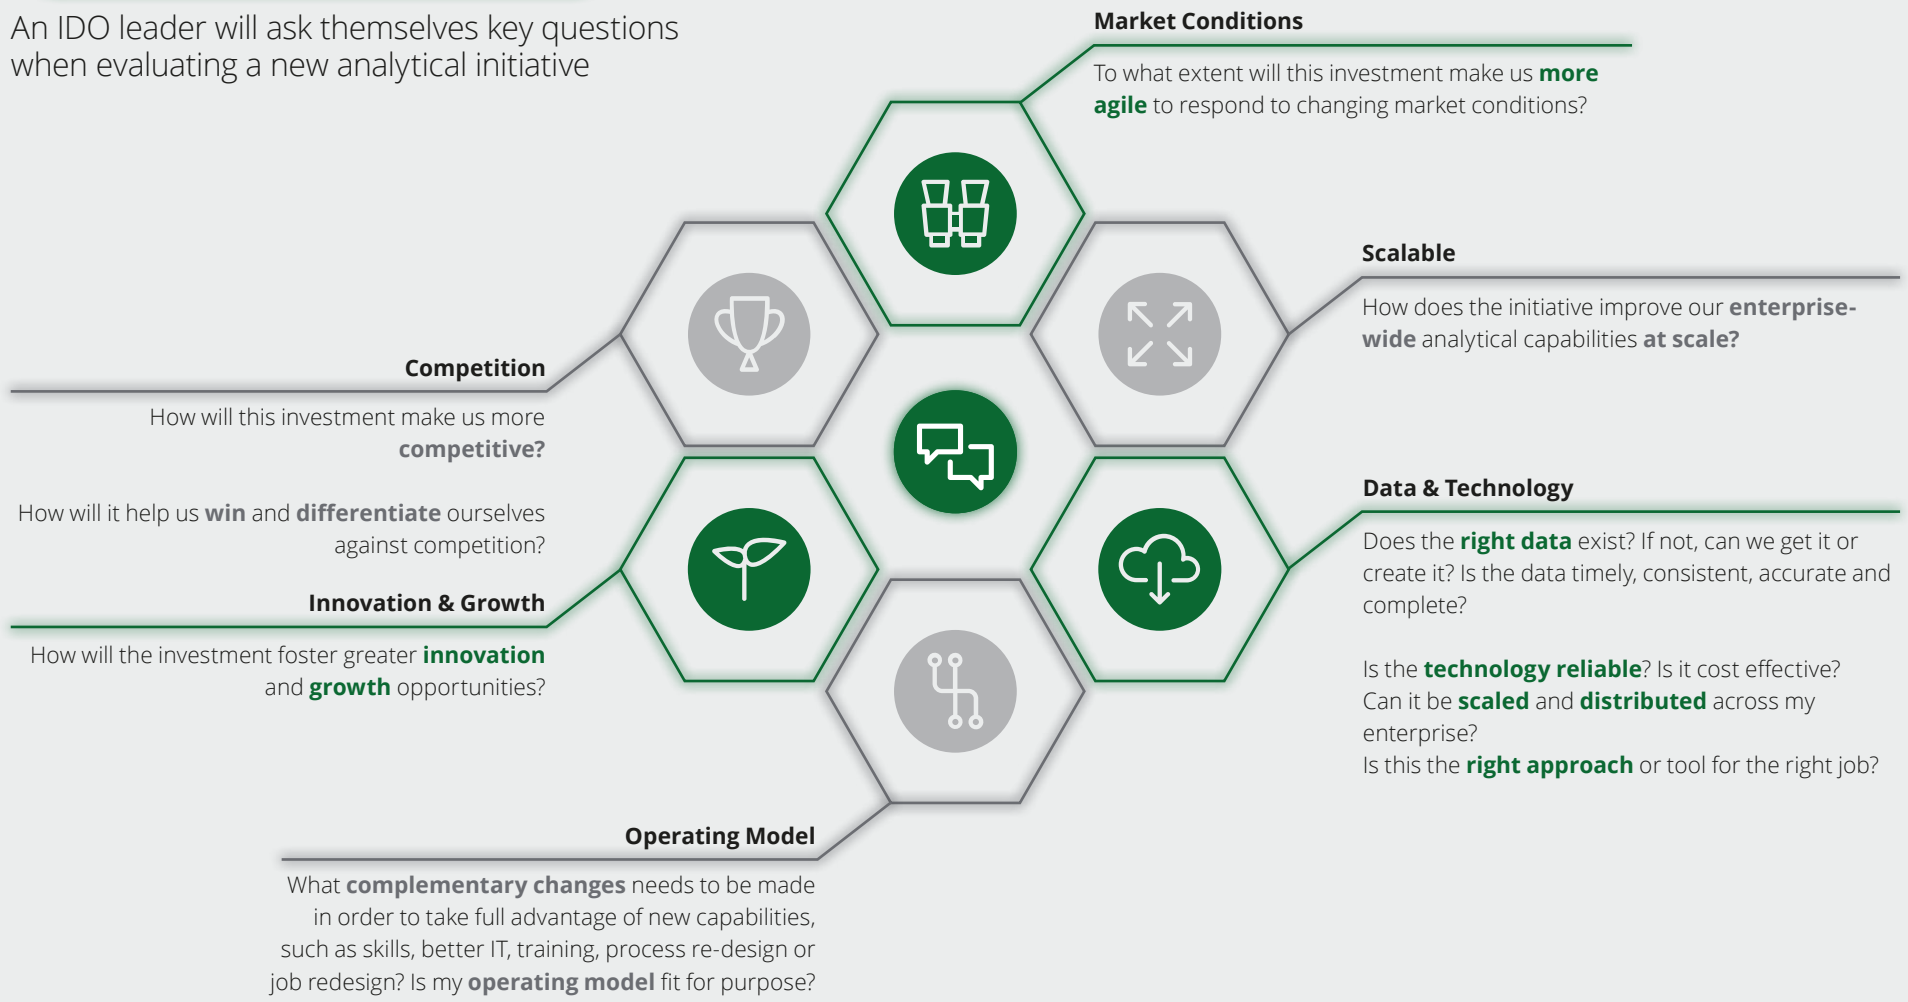 An IDO leader will ask themselves key questions
when evaluating a new analytical initiative
Market Conditions
To what extent will this investment make us more
agile to respond to changing market conditions?
Scalable
How does the initiative improve our enterprise-
wide analytical capabilities at scale?
Competition
How will this investment make us more
competitive?
How will it help us win and differentiate ourselves
against competition?
Data & Technology
Does the right data exist? If not, can we get it or
create it? Is the data timely, consistent, accurate and
complete?
Is the technology reliable? Is it cost effective?
Can it be scaled and distributed across my
enterprise?
Is this the right approach or tool for the right job?
Innovation & Growth
How will the investment foster greater innovation
and growth opportunities?
Operating Model
What complementary changes needs to be made
in order to take full advantage of new capabilities,
such as skills, better IT, training, process re-design or
job redesign? Is my operating model fit for purpose?